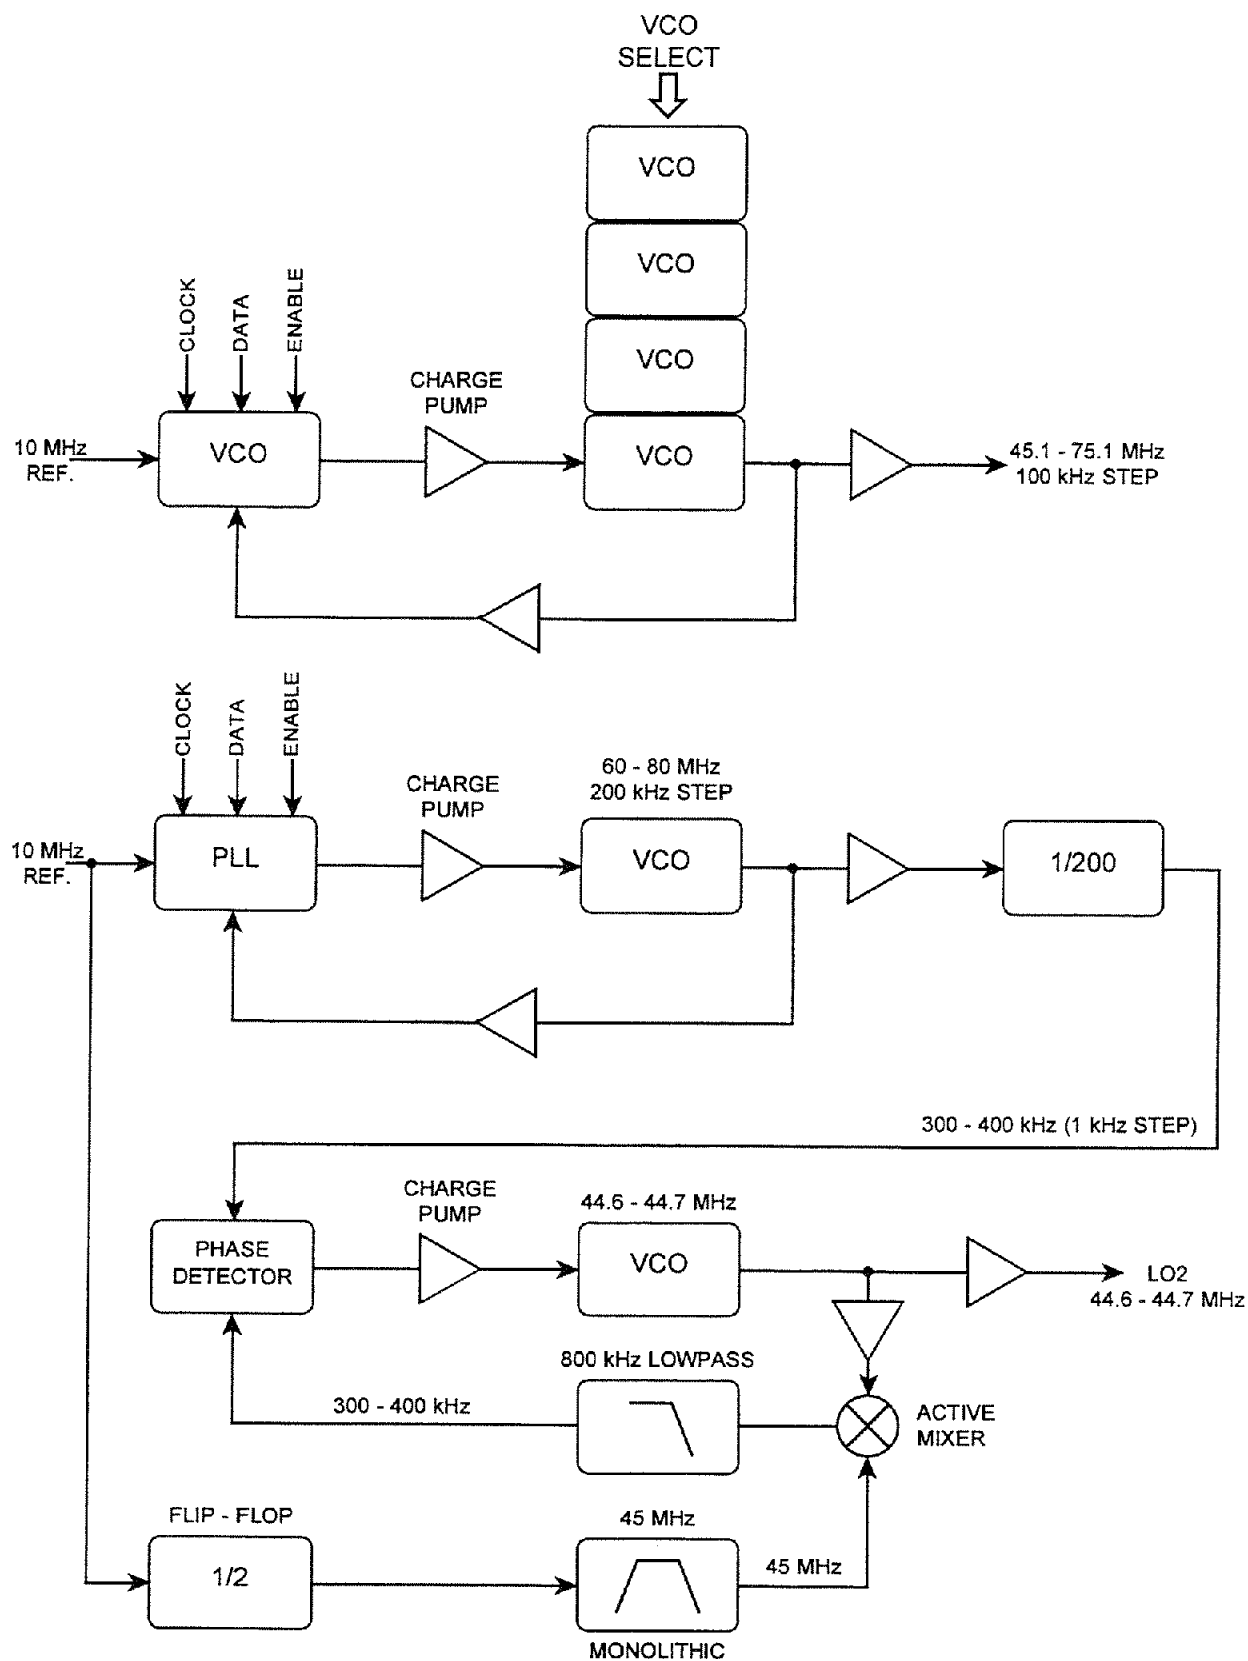 VCO
SELECT
VCO
VCO
VCO
VCO
CLOCK
DATA
ENABLE
CHARGE
PUMP
10 MHz
REF.
VCO
45.1 - 75.1 MHz
100 kHz STEP
CLOCK
DATA
ENABLE
CHARGE
PUMP
60 - 80 MHz
200 kHz STEP
10 MHz
REF.
PLL
VCO
1/200
300 - 400 kHz (1 kHz STEP)
CHARGE
PUMP
44.6 - 44.7 MHz
PHASE
DETECTOR
VCO
LO2
44.6 - 44.7 MHz
800 kHz LOWPASS
300 - 400 kHz
ACTIVE
MIXER
FLIP - FLOP
1/2
45 MHz
45 MHz
MONOLITHIC